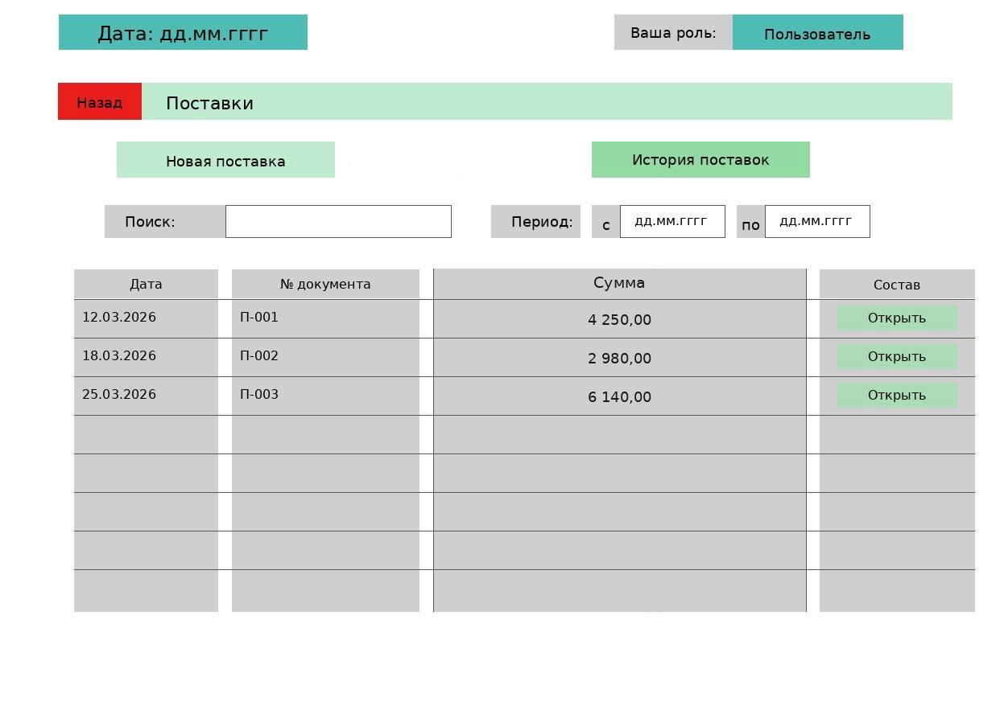 Дата: дд.мм.гггг Ваша роль: Пользователь
Назад Поставки
Новая поставка История поставок
Поиск: Период: с дд.мм.гггг по дд.мм.гггг
Дата № документа Сумма Состав
12.03.2026 П-001 4 250,00 Открыть
18.03.2026 П-002 2 980,00 Открыть
25.03.2026 П-003 6 140,00 Открыть